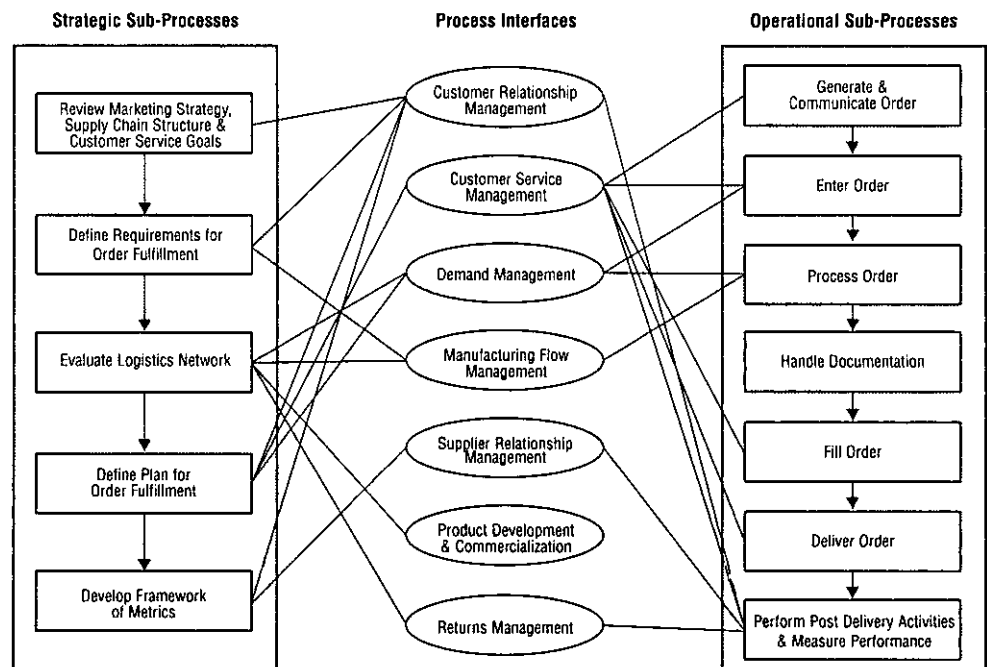 Strategic Sub-Processes
Review Marketing Strategy,
Supply Chain Structure &
Customer Service Goals
Define Requirements for
Order Fulfillment
Evaluate Logistics Network
Define Plan for
Order Fulfillment
Develop Framework
of Metrics
Process Interfaces
Customer Relationship
Management
Customer Service
Management
Demand Management
Manufacturing Flow
Management
Supplier Relationship
Management
Product Development
& Commercialization
Returns Management
Operational Sub-Processes
Generate &
Communicate Order
Enter Order
Process Order
Handle Documentation
Fill Order
Deliver Order
Perform Post Delivery Activities
& Measure Performance